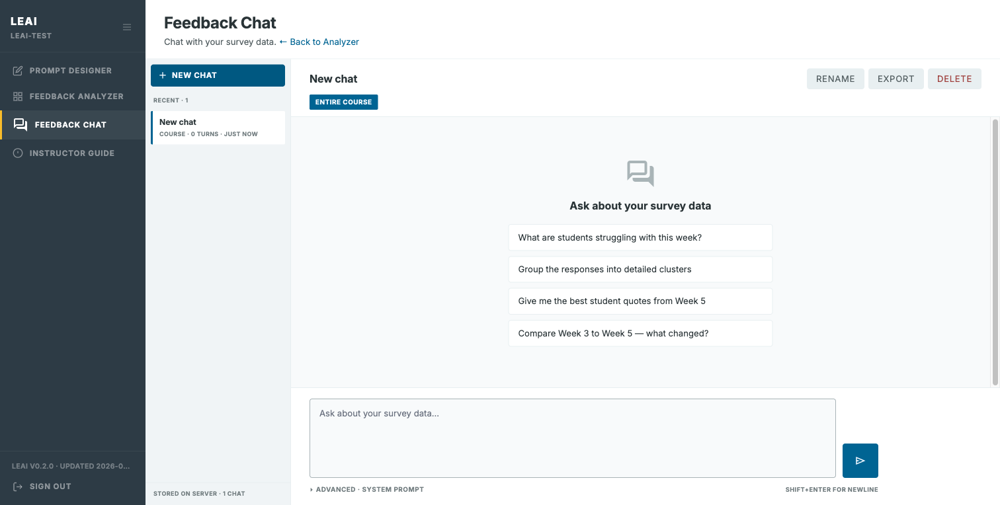 LEAI
LEAI-TEST
PROMPT DESIGNER
FEEDBACK ANALYZER
FEEDBACK CHAT
INSTRUCTOR GUIDE
LEAI V0.2.0 · UPDATED 2026-0...
SIGN OUT
Feedback Chat
Chat with your survey data. ← Back to Analyzer
+ NEW CHAT
RECENT · 1
New chat
COURSE · 0 TURNS · JUST NOW
STORED ON SERVER · 1 CHAT
New chat
RENAME EXPORT DELETE
ENTIRE COURSE
Ask about your survey data
What are students struggling with this week?
Group the responses into detailed clusters
Give me the best student quotes from Week 5
Compare Week 3 to Week 5 — what changed?
Ask about your survey data...
ADVANCED · SYSTEM PROMPT
SHIFT+ENTER FOR NEWLINE